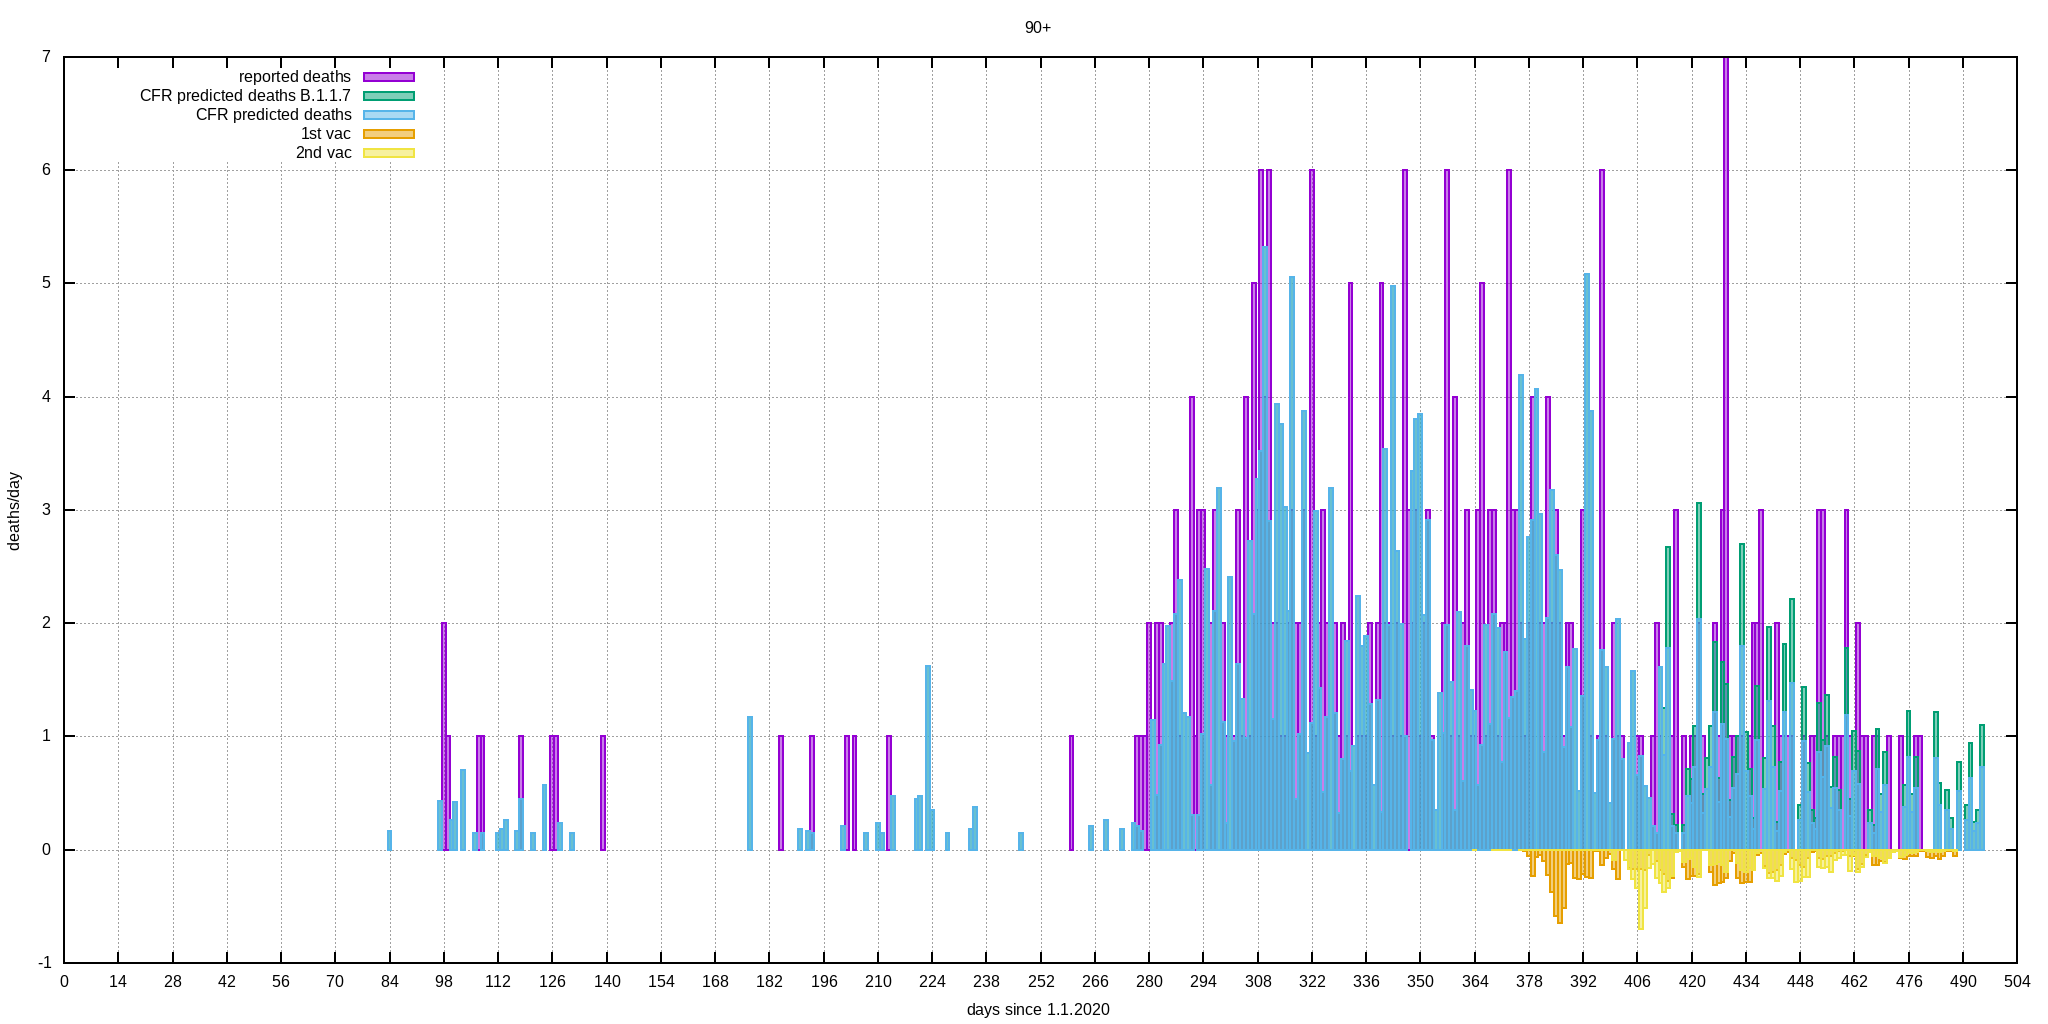 90+
reported deaths
CFR predicted deaths B.1.1.7
CFR predicted deaths
1st vac
2nd vac
7
6
5
4
3
2
1
0
-1
deaths/day
0 14 28 42 56 70 84 98 112 126 140 154 168 182 196 210 224 238 252 266 280 294 308 322 336 350 364 378 392 406 420 434 448 462 476 490 504
days since 1.1.2020